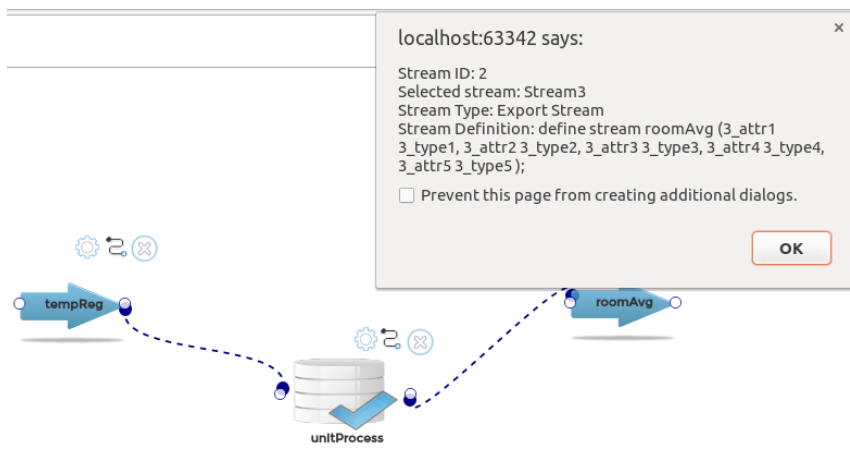 localhost:63342 says:
Stream ID: 2
Selected stream: Stream3
Stream Type: Export Stream
Stream Definition: define stream roomAvg (3_attr1
3_type1, 3_attr2 3_type2, 3_attr3 3_type3, 3_attr4 3_type4,
3_attr5 3_type5 );
Prevent this page from creating additional dialogs.
OK
tempReg
roomAvg
unitProcess